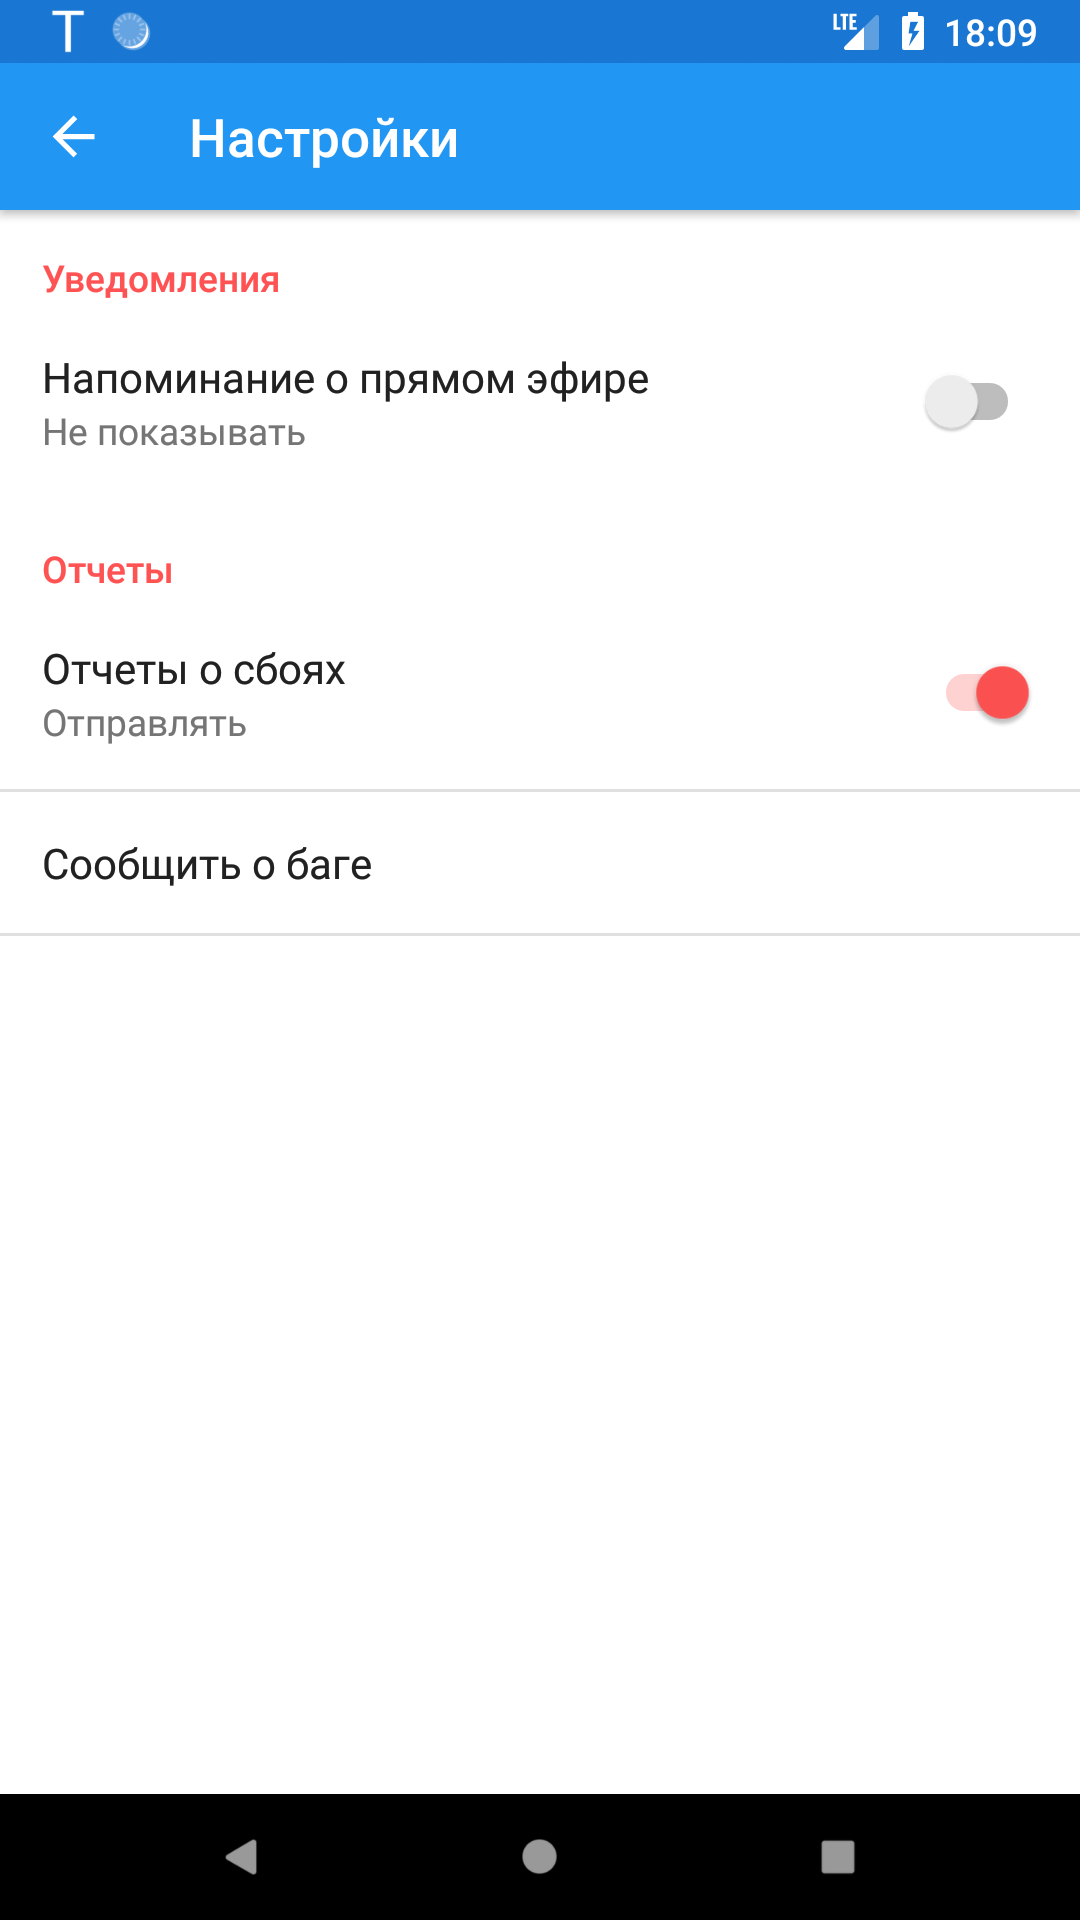 T
LTE
18:09
Настройки
Уведомления
Напоминание о прямом эфире
Не показывать
Отчеты
Отчеты о сбоях
Отправлять
Сообщить о баге